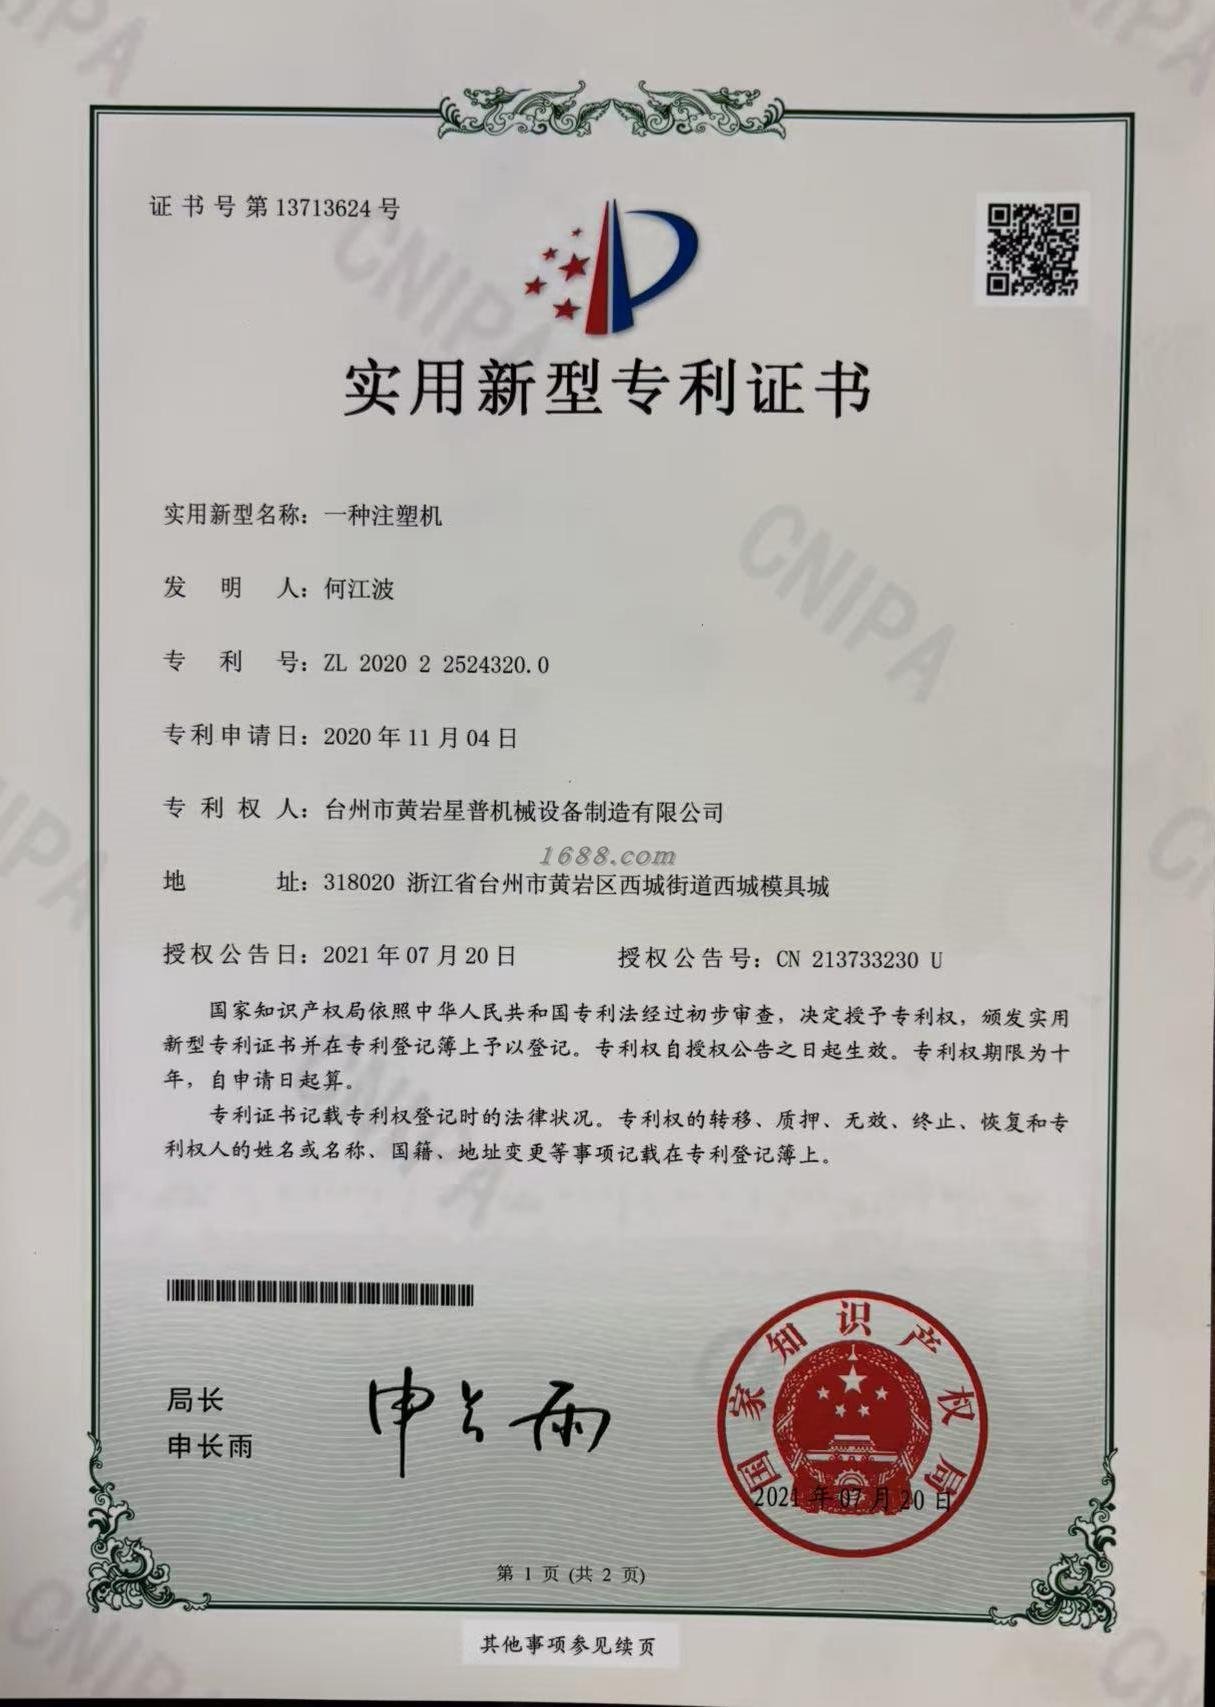 证书号第13713624号
实用新型专利证书
实用新型名称：一种注塑机
发明人：何江波
专利号：ZL 2020 2 2524320.0
专利申请日：2020年11月04日
专利权人：台州市黄岩星普机械设备制造有限公司
1688.com
地址：318020 浙江省台州市黄岩区西城街道西城模具城
授权公告日：2021年07月20日 授权公告号：CN 213733230 U
国家知识产权局依照中华人民共和国专利法经过初步审查，决定授予专利权，颁发实用
新型专利证书并在专利登记簿上予以登记。专利权自授权公告之日起生效。专利权期限为十
年，自申请日起算。
专利证书记载专利权登记时的法律状况。专利权的转移、质押、无效、终止、恢复和专
利权人的姓名或名称、国籍、地址变更等事项记载在专利登记簿上。
局长
申长雨
申长雨
国家知识产权局
2021年07月20日
第 1 页 (共 2 页)
其他事项参见续页
CNIPA
CNIPA
CNIPA
CNIPA